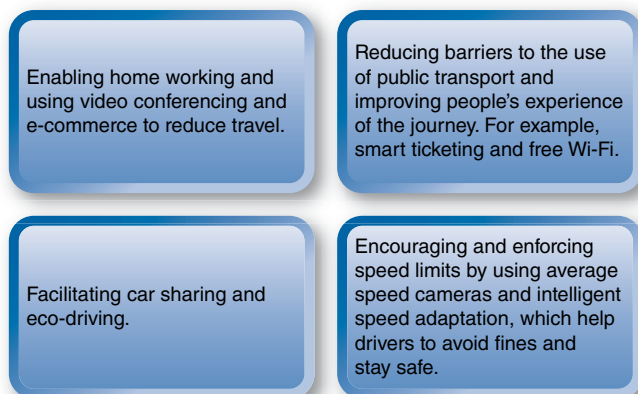 Enabling home working and
using video conferencing and
e-commerce to reduce travel.
Reducing barriers to the use
of public transport and
improving people's experience
of the journey. For example,
smart ticketing and free Wi-Fi.
Facilitating car sharing and
eco-driving.
Encouraging and enforcing
speed limits by using average
speed cameras and intelligent
speed adaptation, which help
drivers to avoid fines and
stay safe.